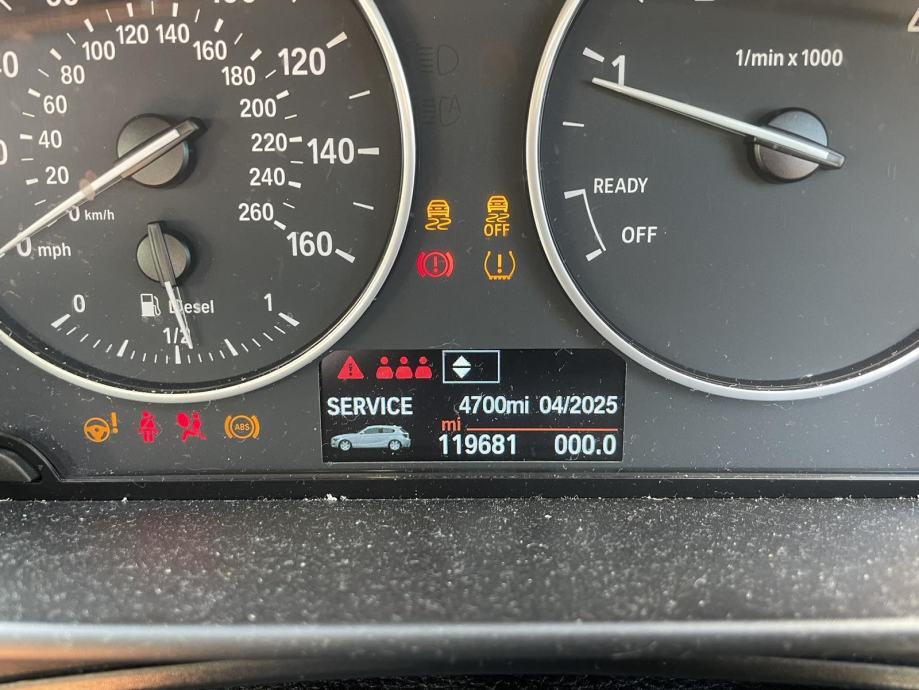 100 120 140 160 180 200 220 240 260
80
60
40
20
0 km/h
120
140
160
0 mph
0 Diesel 1
1/2
1
1/min x 1000
READY
OFF
OFF
ABS
SERVICE 4700mi 04/2025
mi
119681 000.0